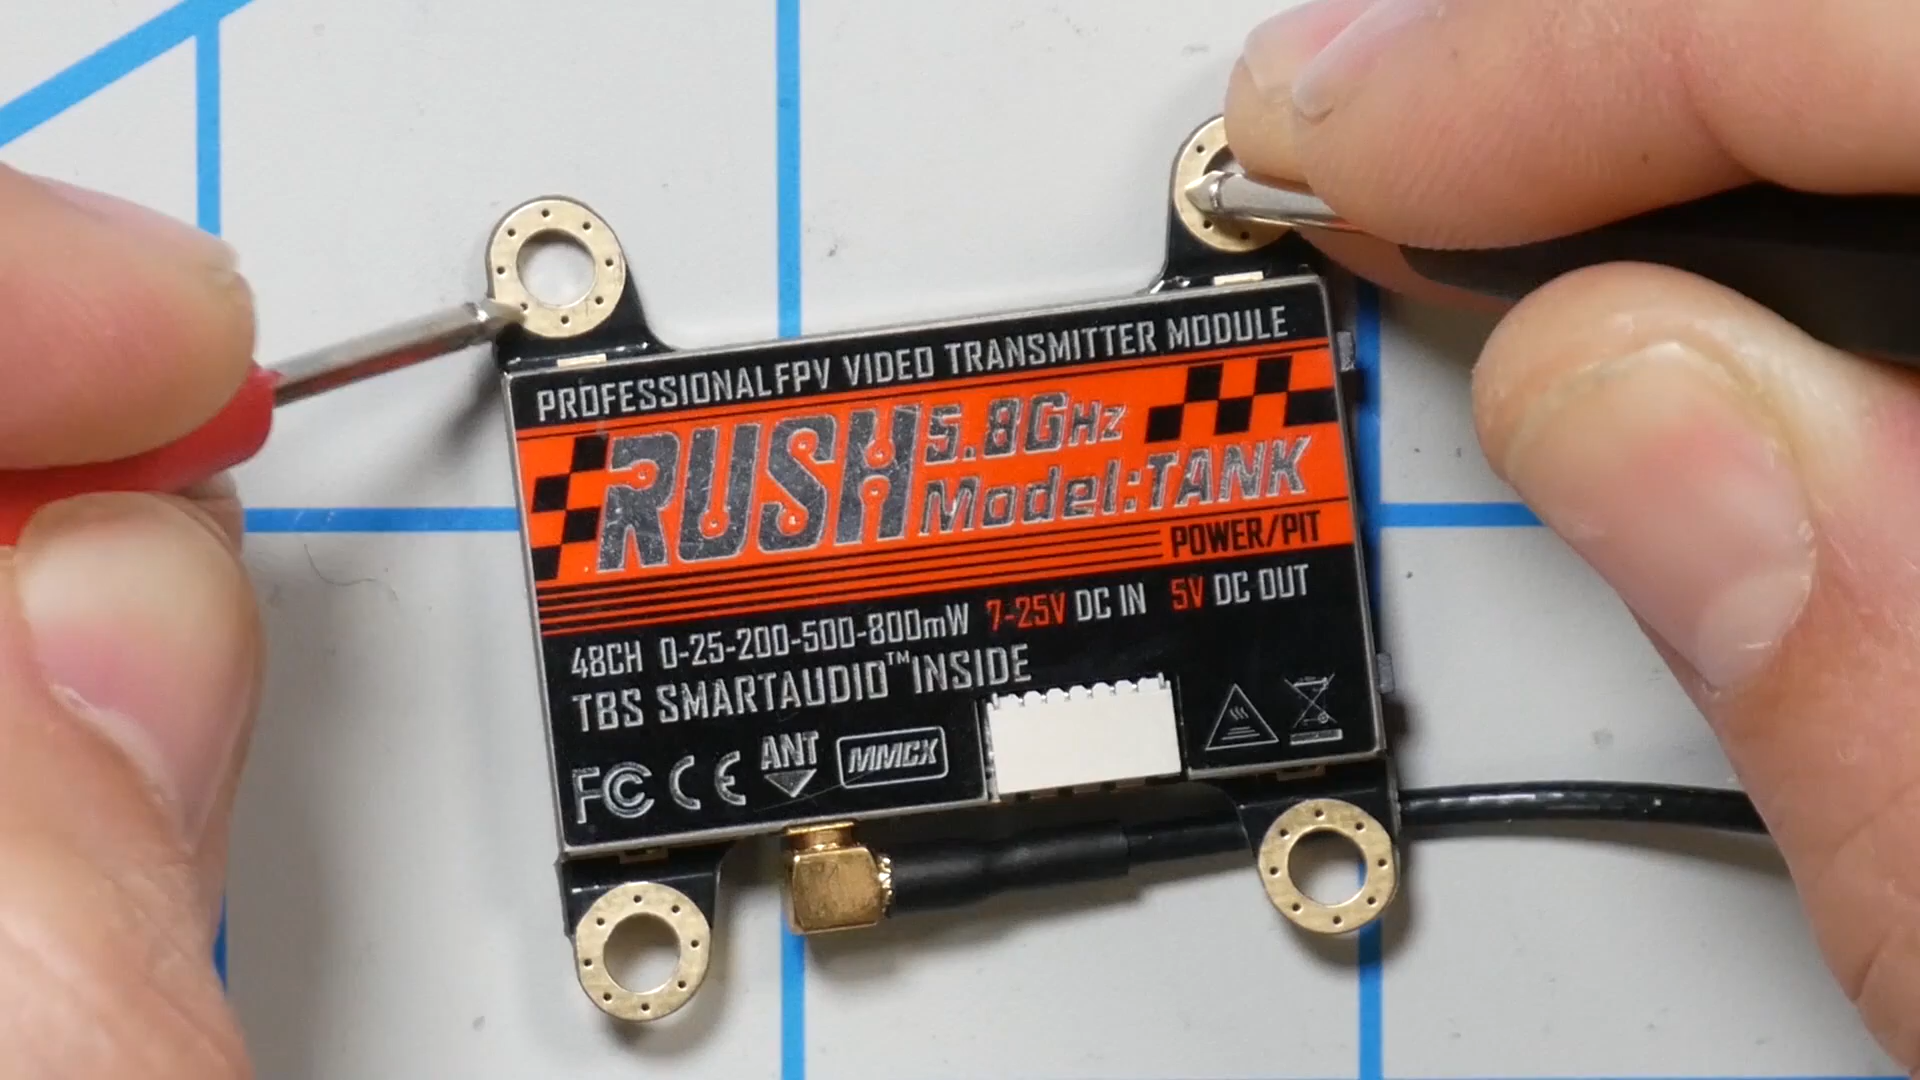 PROFESSIONAL FPV VIDEO TRANSMITTER MODULE
RUSH 5.8GHz
Model:TANK
POWER/PIT
48CH 0-25-200-500-800mW 7-25V DC IN 5V DC OUT
TBS SMARTAUDIO™ INSIDE
FC CE ANT MMCX